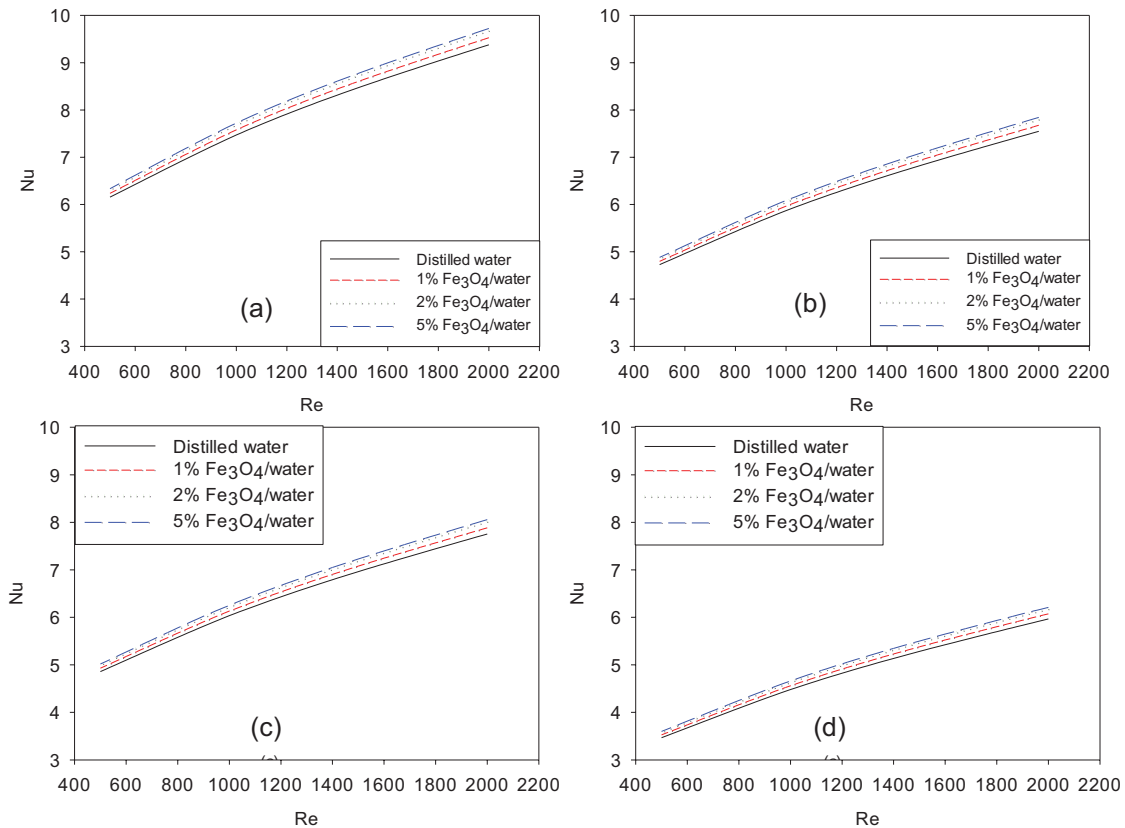 10
9
8
7
6
5
4
3
Nu
400 600 800 1000 1200 1400 1600 1800 2000 2200
Re
(a)
Distilled water
1% Fe3O4/water
2% Fe3O4/water
5% Fe3O4/water
10
9
8
7
6
5
4
3
Nu
400 600 800 1000 1200 1400 1600 1800 2000 2200
Re
(b)
Distilled water
1% Fe3O4/water
2% Fe3O4/water
5% Fe3O4/water
10
9
8
7
6
5
4
3
Nu
400 600 800 1000 1200 1400 1600 1800 2000 2200
Re
Distilled water
1% Fe3O4/water
2% Fe3O4/water
5% Fe3O4/water
(c)
10
9
8
7
6
5
4
3
Nu
400 600 800 1000 1200 1400 1600 1800 2000 2200
Re
Distilled water
1% Fe3O4/water
2% Fe3O4/water
5% Fe3O4/water
(d)